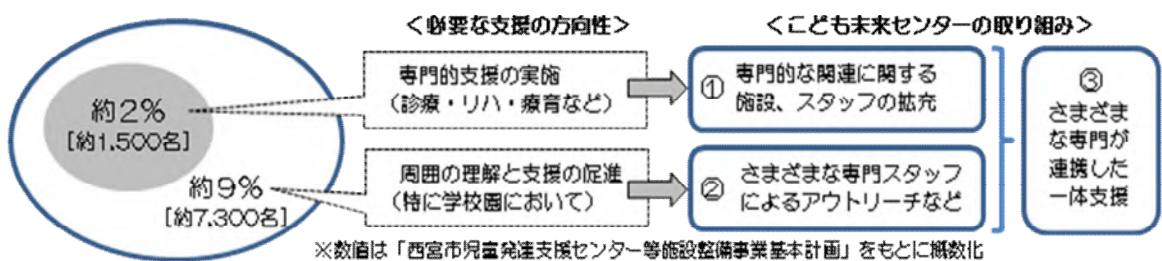 ＜必要な支援の方向性＞
＜こども未来センターの取り組み＞
約2％
[約1,500名]
約9％
[約7,300名]
専門的支援の実施
（診療・リハ・療育など）
周囲の理解と支援の促進
（特に学校園において）
① 専門的な関連に関する
施設、スタッフの拡充
② さまざまな専門スタッフ
によるアウトリーチなど
③
さまざま
な専門が
連携した
一体支援
※数値は「西宮市児童発達支援センター等施設整備事業基本計画」をもとに概数化